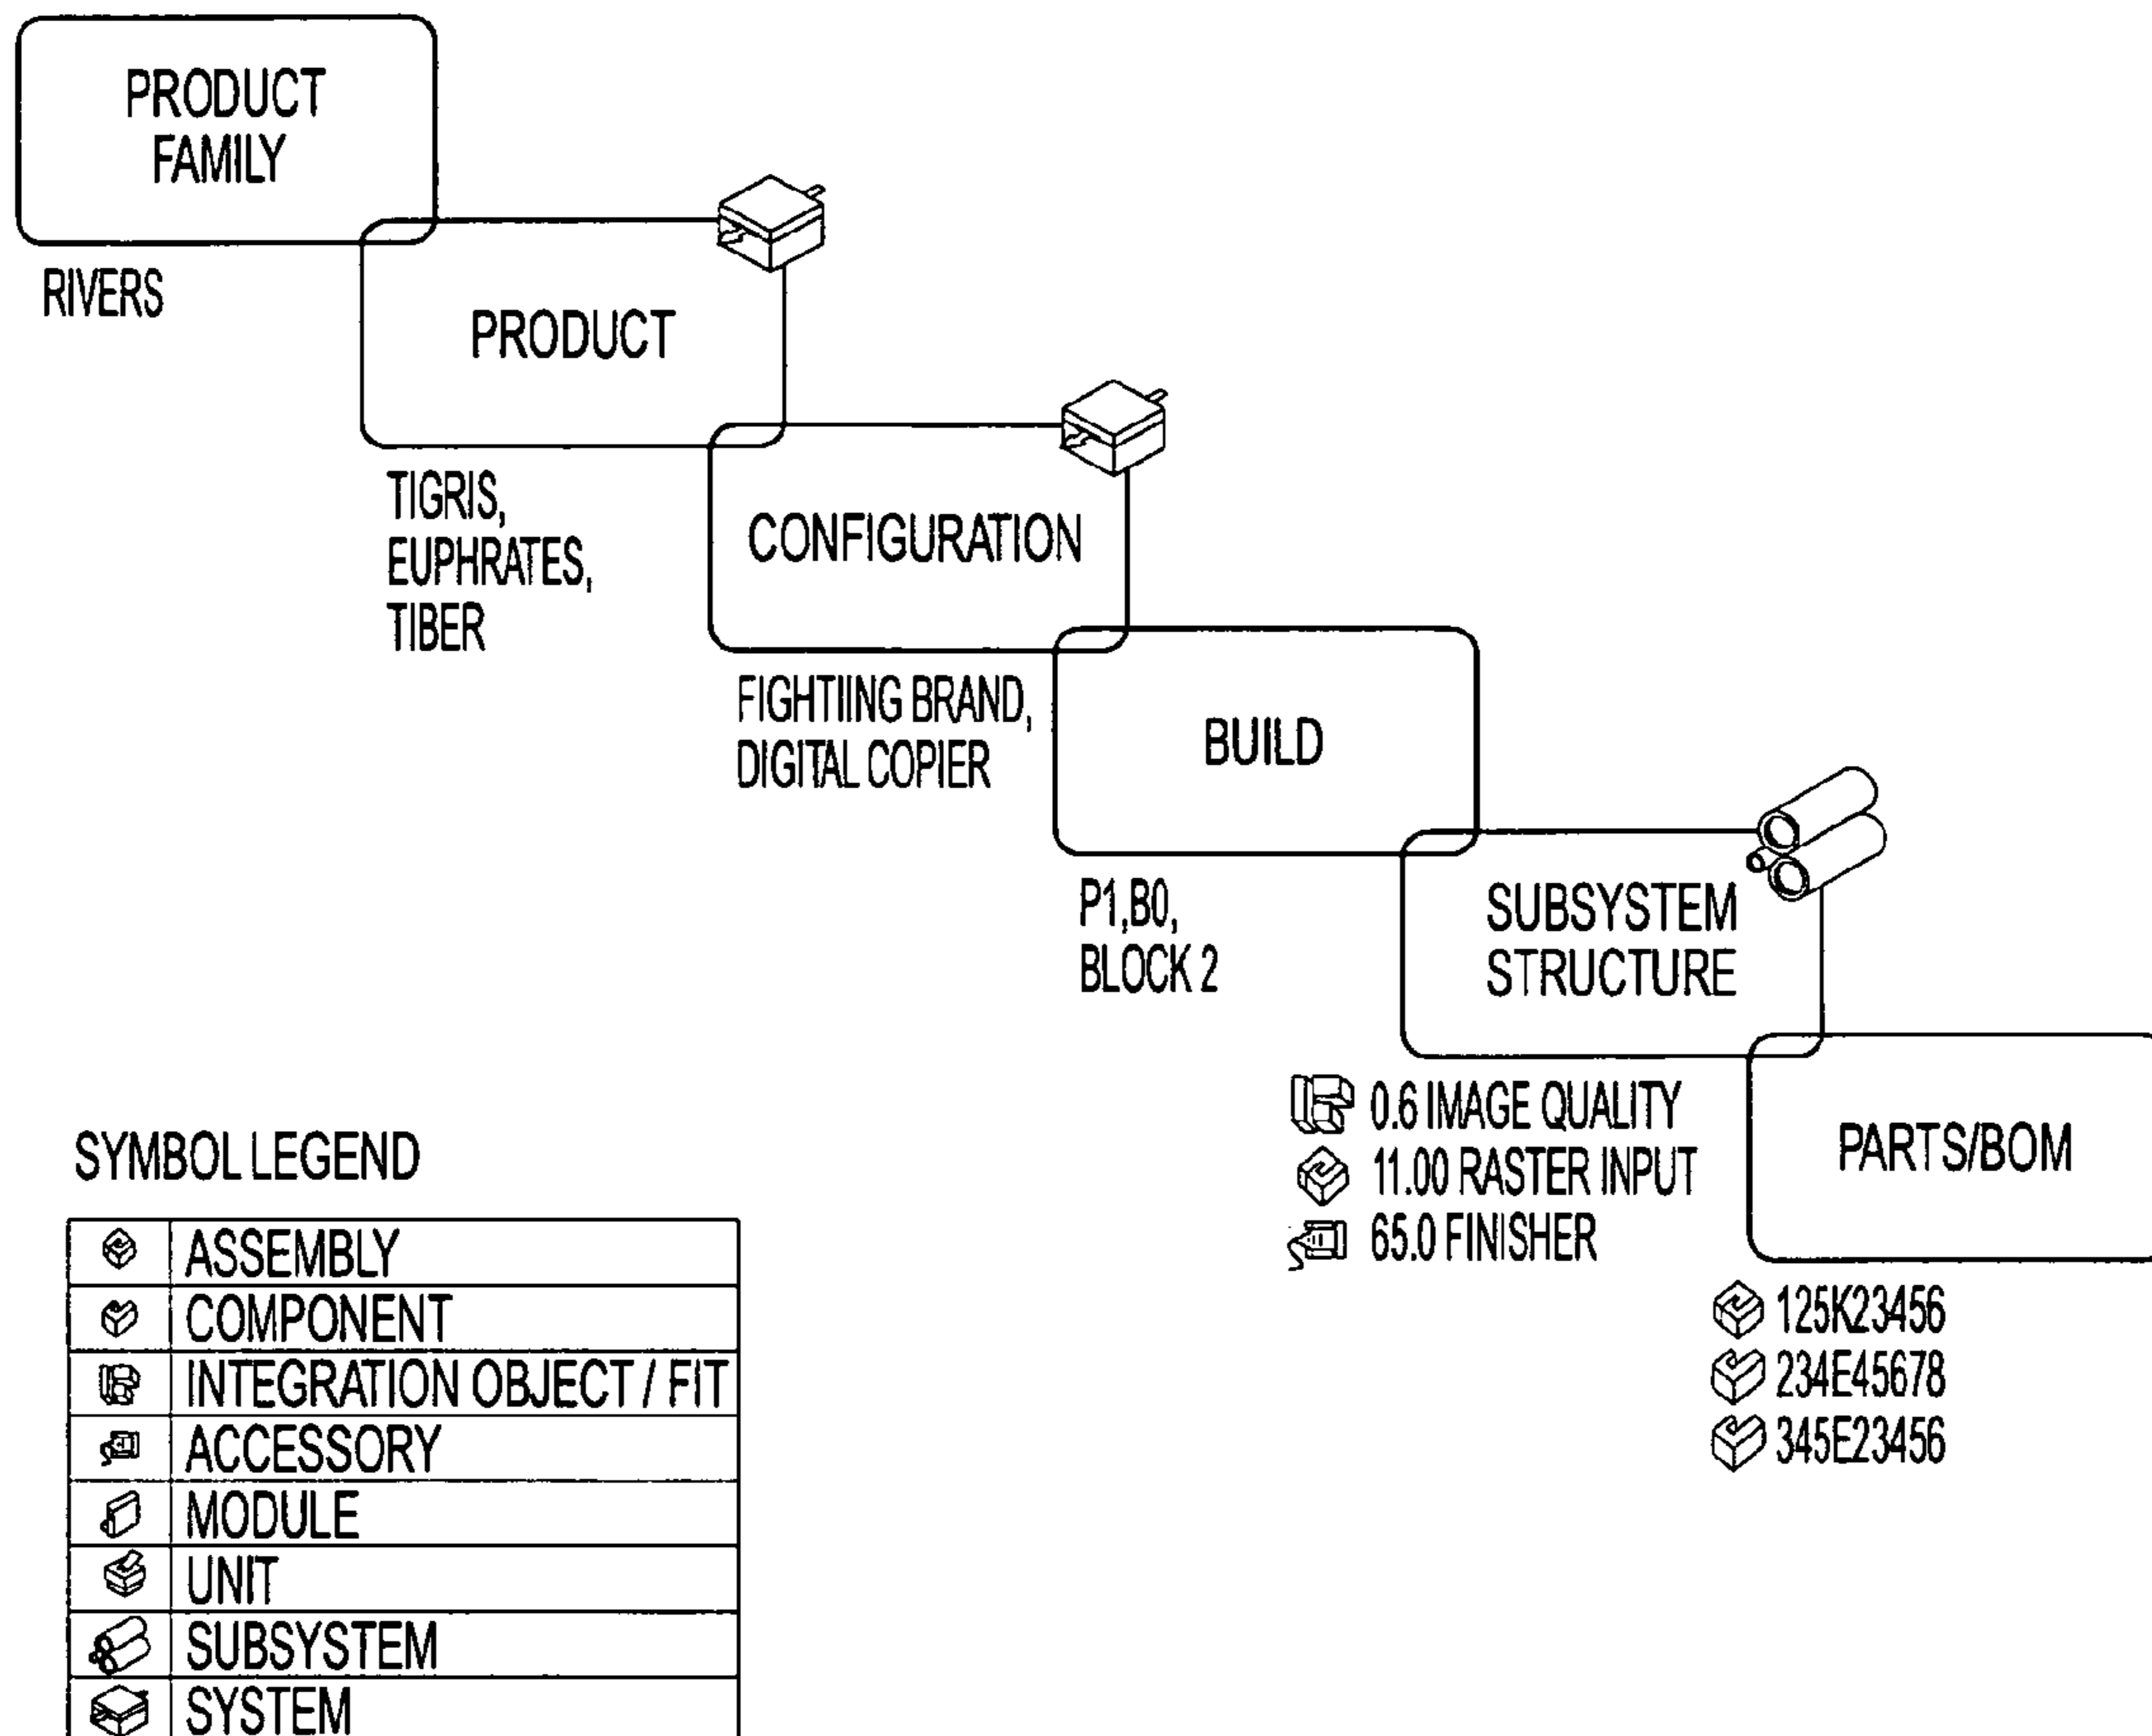 PRODUCT
FAMILY
RIVERS
PRODUCT
TIGRIS,
EUPHRATES,
TIBER
CONFIGURATION
FIGHTIING BRAND,
DIGITAL COPIER
BUILD
P1,B0,
BLOCK 2
SUBSYSTEM
STRUCTURE
0.6 IMAGE QUALITY
11.00 RASTER INPUT
65.0 FINISHER
PARTS/BOM
125K23456
234E45678
345E23456
SYMBOL LEGEND
ASSEMBLY
COMPONENT
INTEGRATION OBJECT / FIT
ACCESSORY
MODULE
UNIT
SUBSYSTEM
SYSTEM